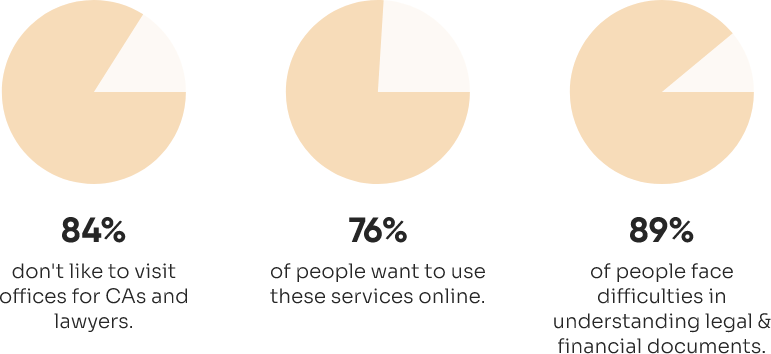 84%
don't like to visit
offices for CAs and
lawyers.
76%
of people want to use
these services online.
89%
of people face
difficulties in
understanding legal &
financial documents.